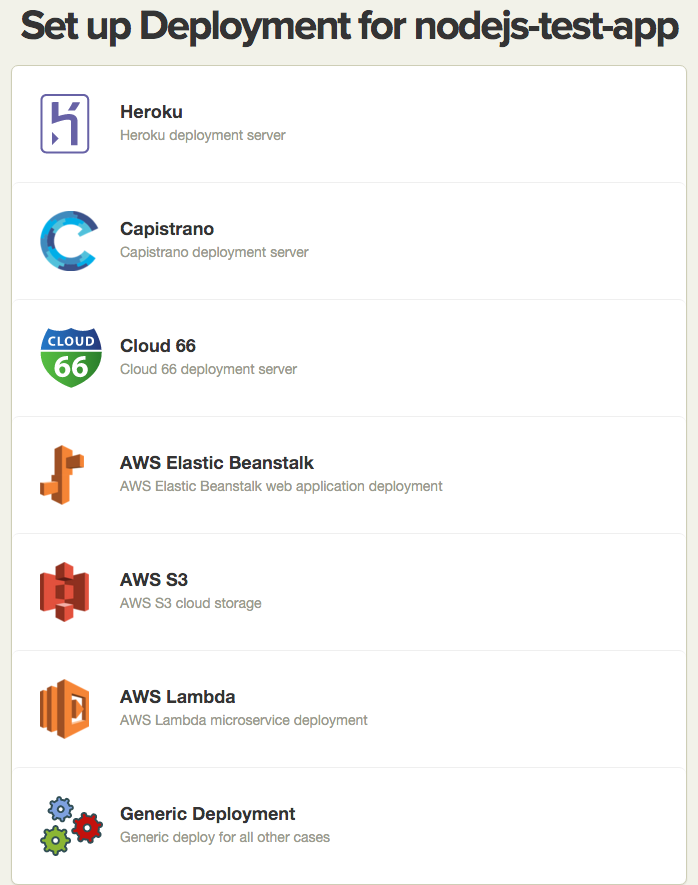 Set up Deployment for nodejs-test-app
Heroku
Heroku deployment server
Capistrano
Capistrano deployment server
CLOUD
66
Cloud 66
Cloud 66 deployment server
AWS Elastic Beanstalk
AWS Elastic Beanstalk web application deployment
AWS S3
AWS S3 cloud storage
AWS Lambda
AWS Lambda microservice deployment
Generic Deployment
Generic deploy for all other cases